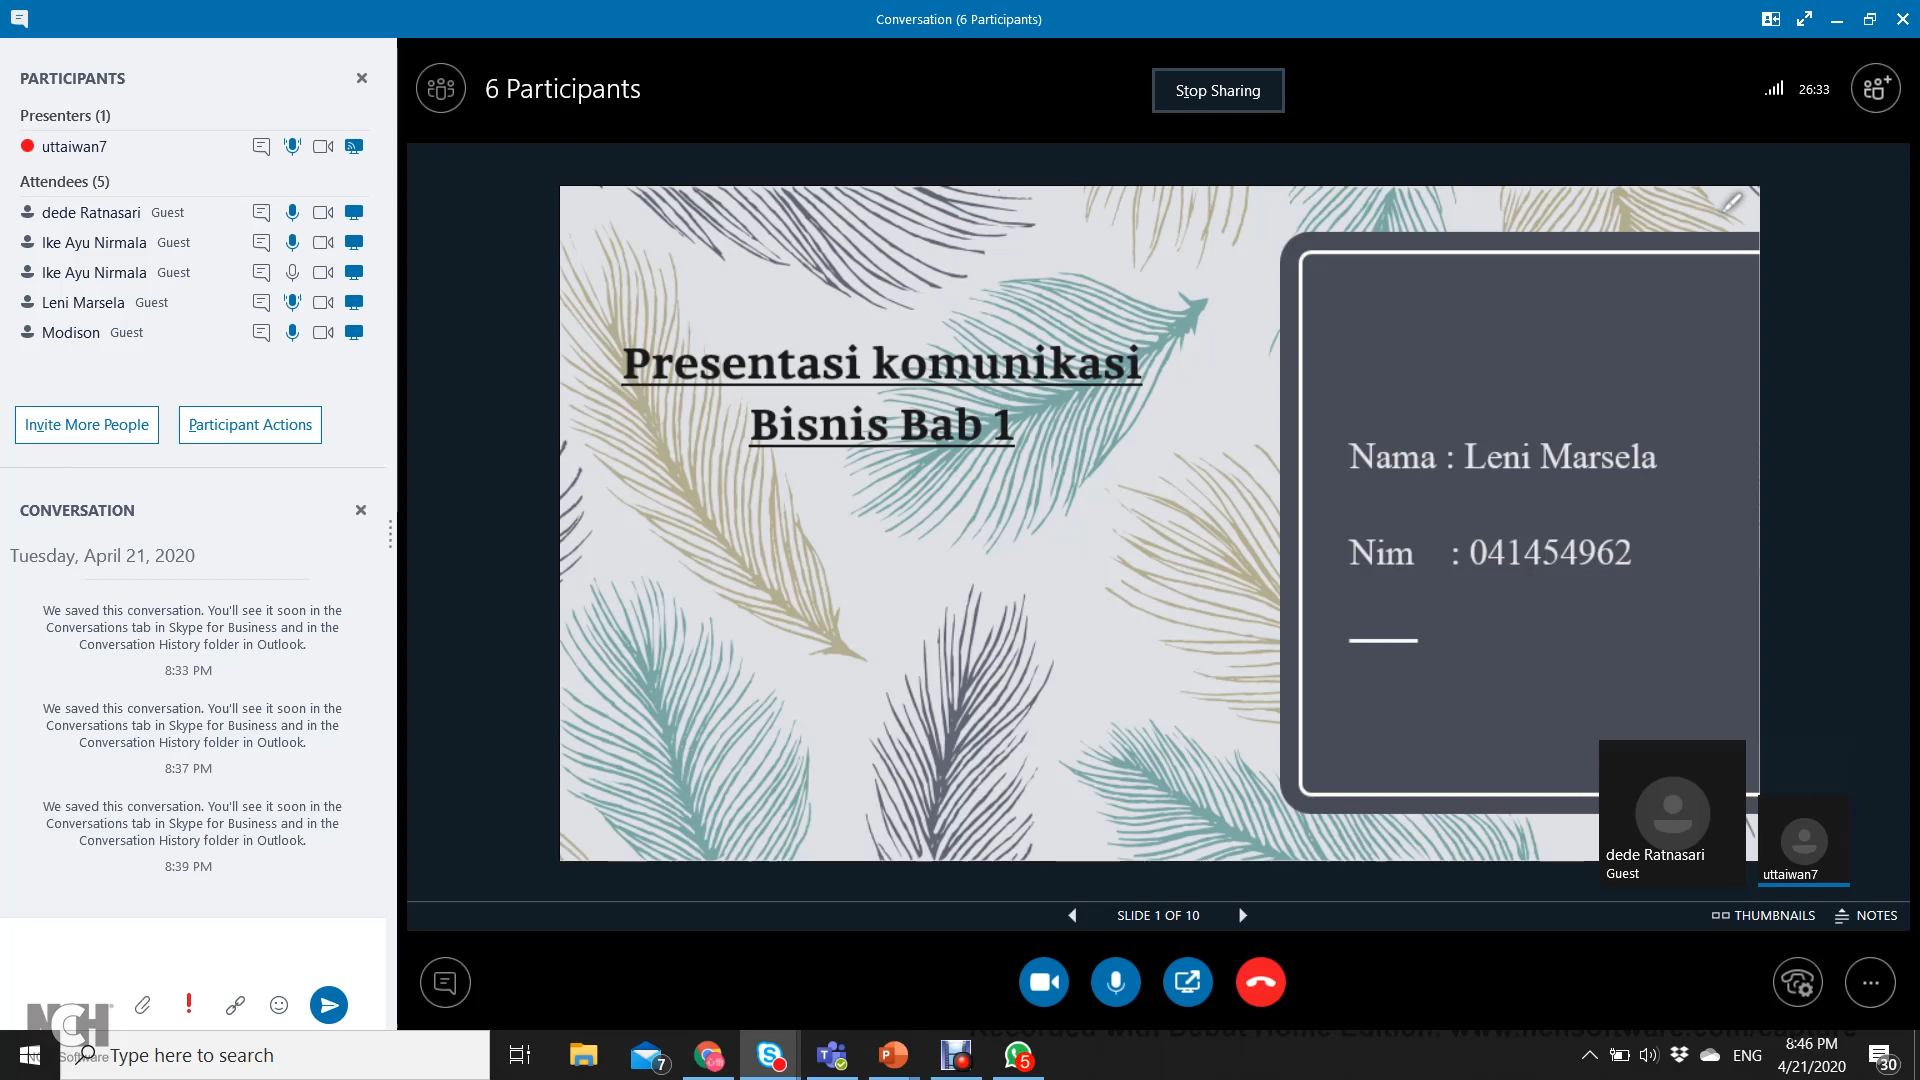 Conversation (6 Participants)
PARTICIPANTS
Presenters (1)
uttaiwan7
Attendees (5)
dede Ratnasari Guest
Ike Ayu Nirmala Guest
Ike Ayu Nirmala Guest
Leni Marsela Guest
Modison Guest
Invite More People
Participant Actions
CONVERSATION
Tuesday, April 21, 2020
We saved this conversation. You'll see it soon in the
Conversations tab in Skype for Business and in the
Conversation History folder in Outlook.
8:33 PM
We saved this conversation. You'll see it soon in the
Conversations tab in Skype for Business and in the
Conversation History folder in Outlook.
8:37 PM
We saved this conversation. You'll see it soon in the
Conversations tab in Skype for Business and in the
Conversation History folder in Outlook.
8:39 PM
6 Participants
Stop Sharing
26:33
Presentasi komunikasi
Bisnis Bab 1
Nama : Leni Marsela
Nim : 041454962
dede Ratnasari
Guest
uttaiwan7
SLIDE 1 OF 10
THUMBNAILS
NOTES
NCH
Software
Type here to search
7
5
ENG
8:46 PM
4/21/2020
30